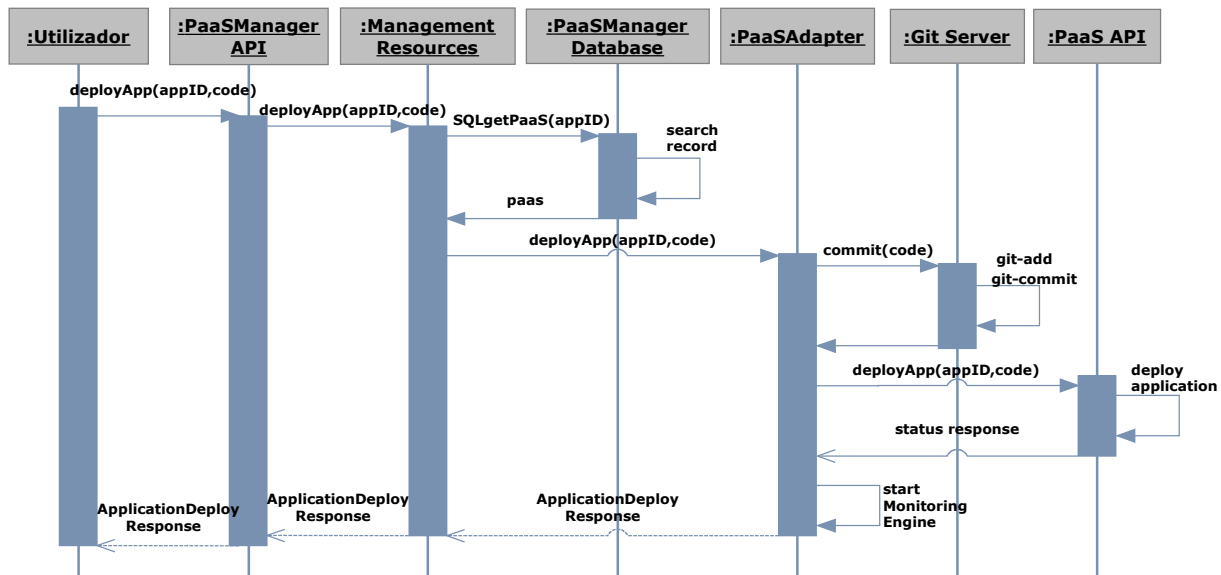 :Utilizador
:PaaSManager
API
:Management
Resources
:PaaSManager
Database
:PaaSAdapter
:Git Server
:PaaS API
deployApp(appID,code)
deployApp(appID,code)
SQLgetPaaS(appID)
search
record
paas
deployApp(appID,code)
commit(code)
git-add
git-commit
deployApp(appID,code)
deploy
application
status response
start
Monitoring
Engine
ApplicationDeploy
Response
ApplicationDeploy
Response
ApplicationDeploy
Response